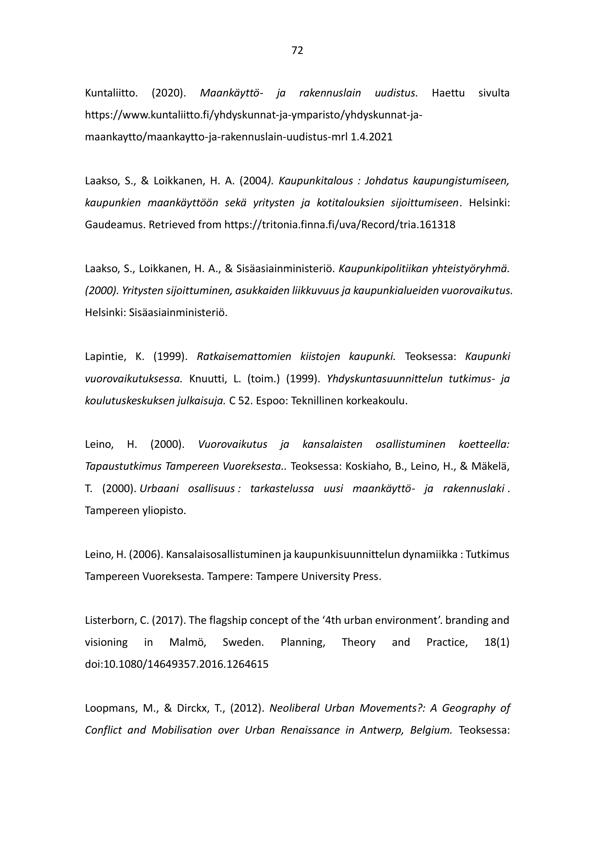 72
Kuntaliitto. (2020). Maankäyttö- ja rakennuslain uudistus. Haettu sivulta
https://www.kuntaliitto.fi/yhdyskunnat-ja-ymparisto/yhdyskunnat-ja-
maankaytto/maankaytto-ja-rakennuslain-uudistus-mrl 1.4.2021
Laakso, S., & Loikkanen, H. A. (2004). Kaupunkitalous : Johdatus kaupungistumiseen,
kaupunkien maankäyttöön sekä yritysten ja kotitalouksien sijoittumiseen. Helsinki:
Gaudeamus. Retrieved from https://tritonia.finna.fi/uva/Record/tria.161318
Laakso, S., Loikkanen, H. A., & Sisäasiainministeriö. Kaupunkipolitiikan yhteistyöryhmä.
(2000). Yritysten sijoittuminen, asukkaiden liikkuvuus ja kaupunkialueiden vuorovaikutus.
Helsinki: Sisäasiainministeriö.
Lapintie, K. (1999). Ratkaisemattomien kiistojen kaupunki. Teoksessa: Kaupunki
vuorovaikutuksessa. Knuutti, L. (toim.) (1999). Yhdyskuntasuunnittelun tutkimus- ja
koulutuskeskuksen julkaisuja. C 52. Espoo: Teknillinen korkeakoulu.
Leino, H. (2000). Vuorovaikutus ja kansalaisten osallistuminen koetteella:
Tapaustutkimus Tampereen Vuoreksesta.. Teoksessa: Koskiaho, B., Leino, H., & Mäkelä,
T. (2000). Urbaani osallisuus : tarkastelussa uusi maankäyttö- ja rakennuslaki .
Tampereen yliopisto.
Leino, H. (2006). Kansalaisosallistuminen ja kaupunkisuunnittelun dynamiikka : Tutkimus
Tampereen Vuoreksesta. Tampere: Tampere University Press.
Listerborn, C. (2017). The flagship concept of the ‘4th urban environment’. branding and
visioning in Malmö, Sweden. Planning, Theory and Practice, 18(1)
doi:10.1080/14649357.2016.1264615
Loopmans, M., & Dirckx, T., (2012). Neoliberal Urban Movements?: A Geography of
Conflict and Mobilisation over Urban Renaissance in Antwerp, Belgium. Teoksessa: